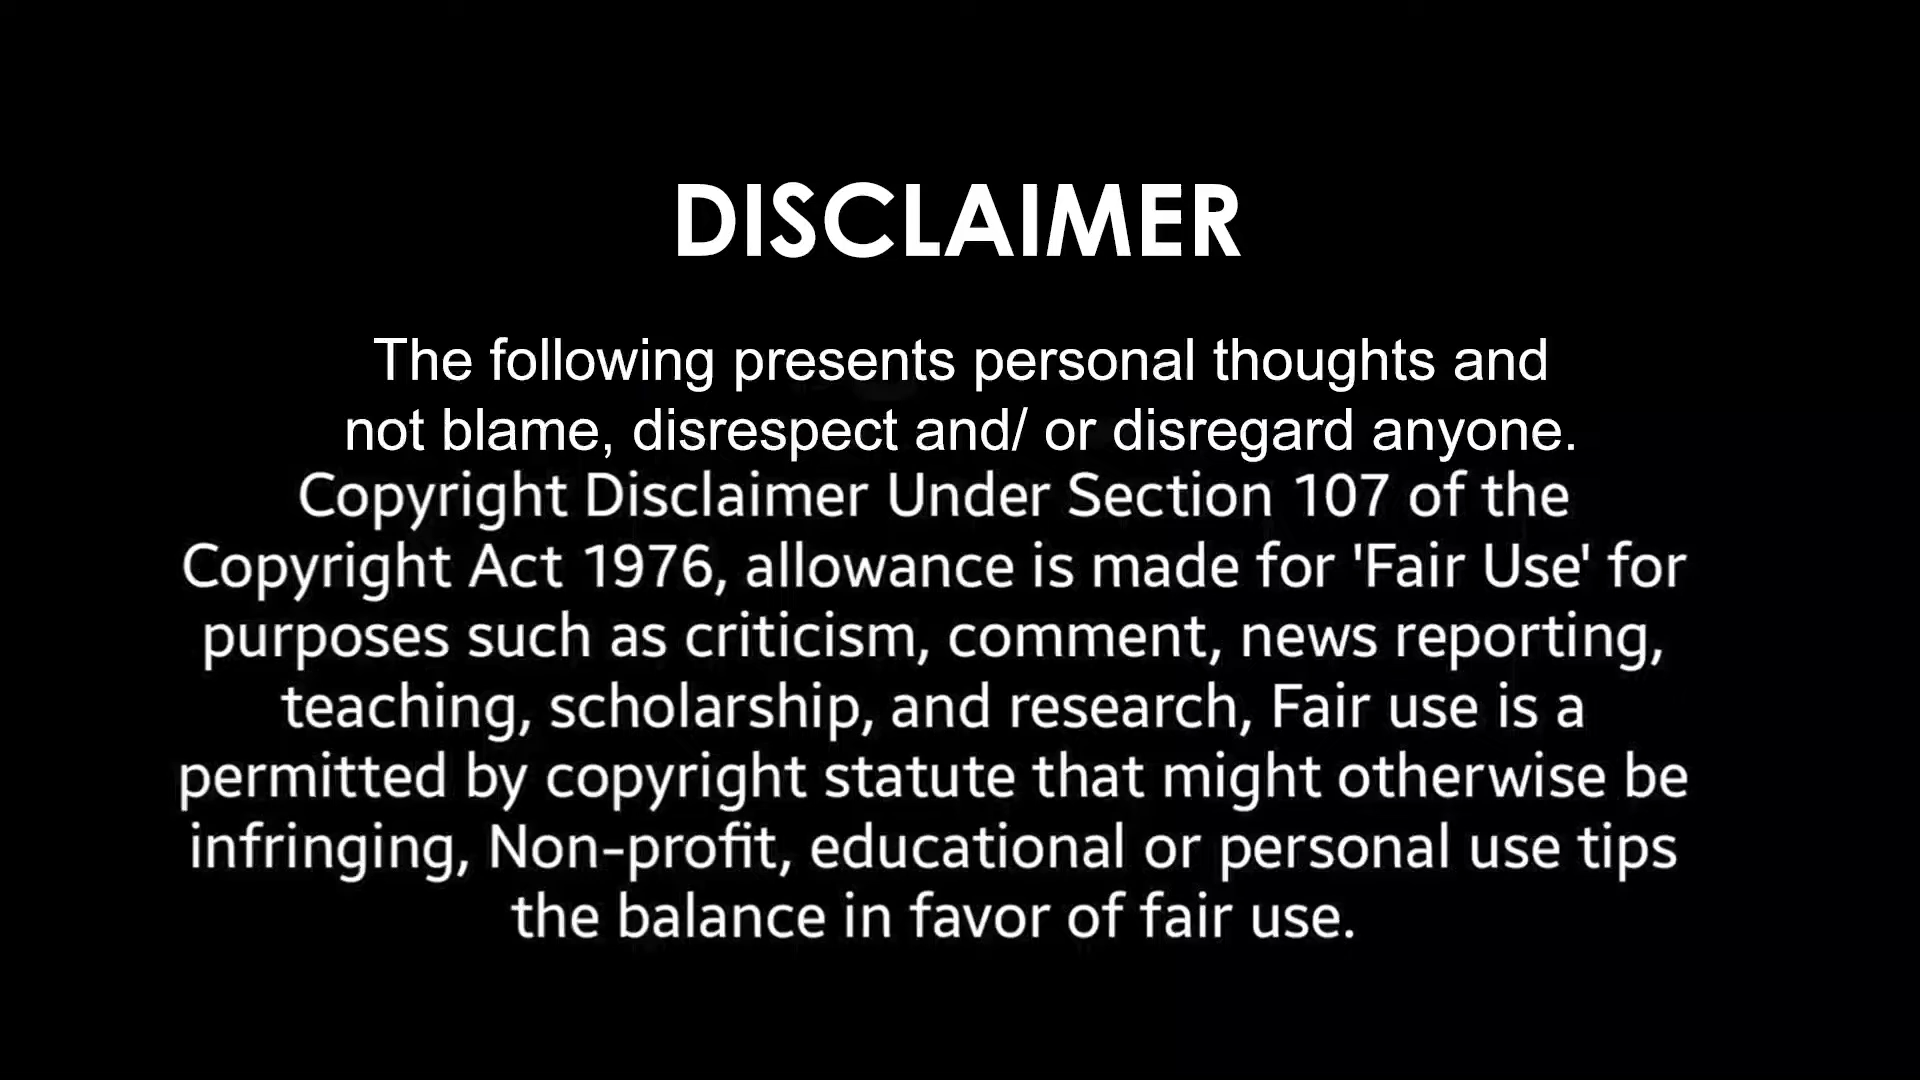 DISCLAIMER
The following presents personal thoughts and
not blame, disrespect and/ or disregard anyone.
Copyright Disclaimer Under Section 107 of the
Copyright Act 1976, allowance is made for 'Fair Use' for
purposes such as criticism, comment, news reporting,
teaching, scholarship, and research, Fair use is a
permitted by copyright statute that might otherwise be
infringing, Non-profit, educational or personal use tips
the balance in favor of fair use.